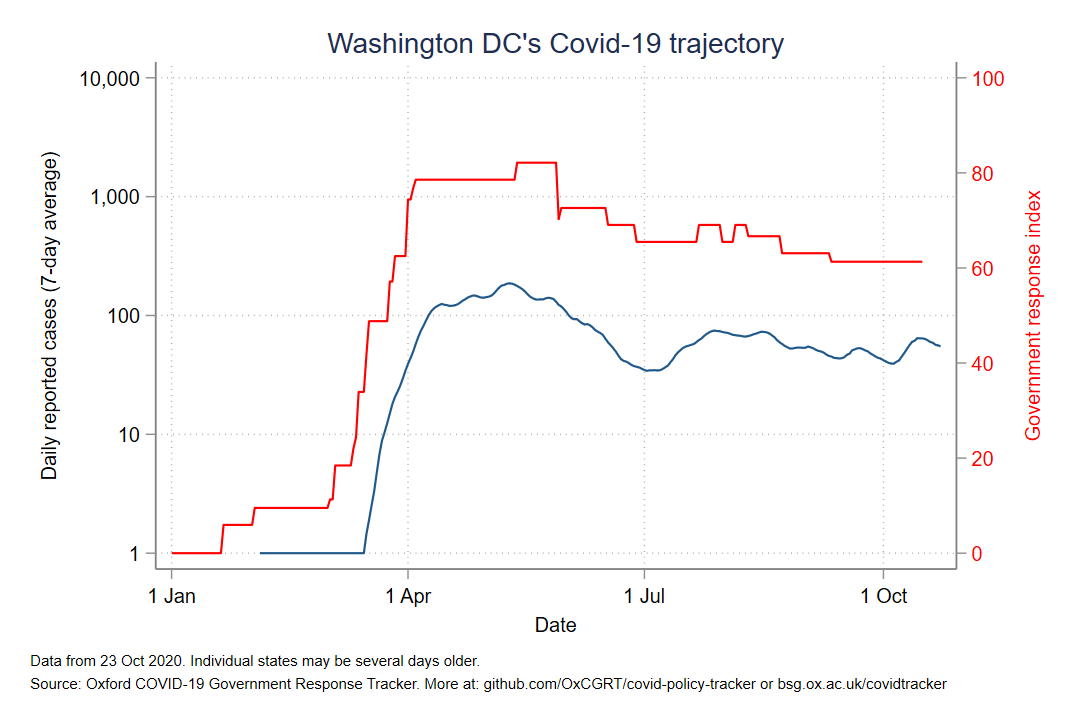 Washington DC's Covid-19 trajectory
10,000
1,000
100
10
1
Daily reported cases (7-day average)
100
80
60
40
20
0
Government response index
1 Jan
1 Apr
1 Jul
1 Oct
Date
Data from 23 Oct 2020. Individual states may be several days older.
Source: Oxford COVID-19 Government Response Tracker. More at: github.com/OxCGRT/covid-policy-tracker or bsg.ox.ac.uk/covidtracker